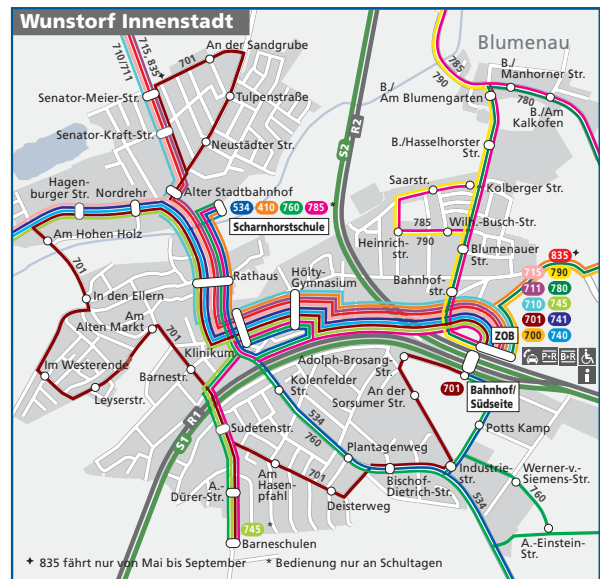 Wunstorf Innenstadt
Blumenau
710/711
715, 835✦
701
An der Sandgrube
Senator-Meier-Str.
Tulpenstraße
Senator-Kraft-Str.
Neustädter Str.
785
790
B./
Manhorner Str.
B./
Am Blumengarten
780
B./Am
Kalkofen
S2 - R2
B./Hasselhorster
Str.
Hagen-
burger Str.
Nordrehr
Alter Stadtbahnhof
534 410 760 785 *
Scharnhorstschule
Saarstr.
Kolberger Str.
785
790
Wilh.-Busch-Str.
Heinrich-
str.
Blumenauer
Str.
Am Hohen Holz
701
In den Ellern
Am
Alten Markt
701
Rathaus
Hölty-
Gymnasium
Bahnhof-
str.
835 ✦
715 790
711 780
710 745
701 741
700 740
ZOB
P+R B+R
i
Klinikum
Im Westerende
Leyserstr.
Barnestr.
S1 - R1
Adolph-Brosang-
Str.
Kolenfelder
Str.
An der
Sorsumer Str.
701
Bahnhof/
Südseite
534
760
Sudetenstr.
Plantagenweg
Potts Kamp
Am
Hasen-
pfahl
701
Bischof-
Dietrich-Str.
Industrie-
str.
Werner-v.-
Siemens-Str.
760
A.-
Dürer-Str.
Deisterweg
534
745 *
Barneschulen
A.-Einstein-
Str.
✦ 835 fährt nur von Mai bis September * Bedienung nur an Schultagen